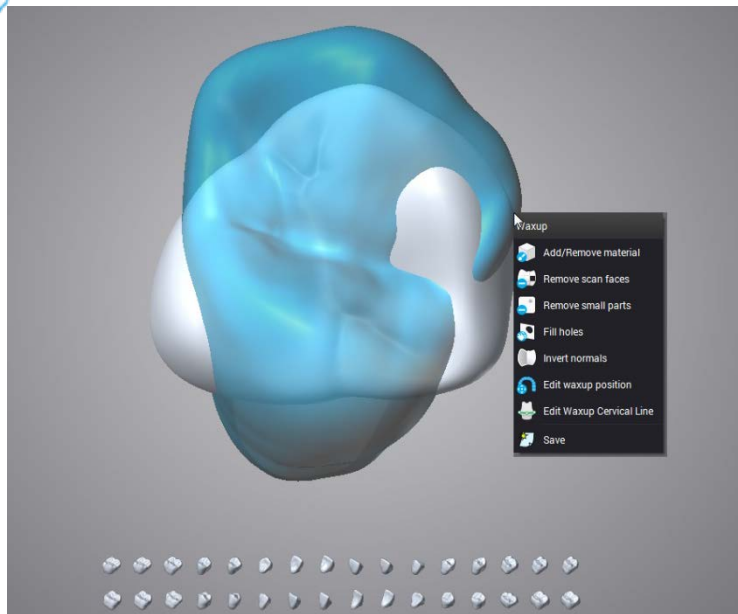 Waxup
Add/Remove material
Remove scan faces
Remove small parts
Fill holes
Invert normals
Edit waxup position
Edit Waxup Cervical Line
Save